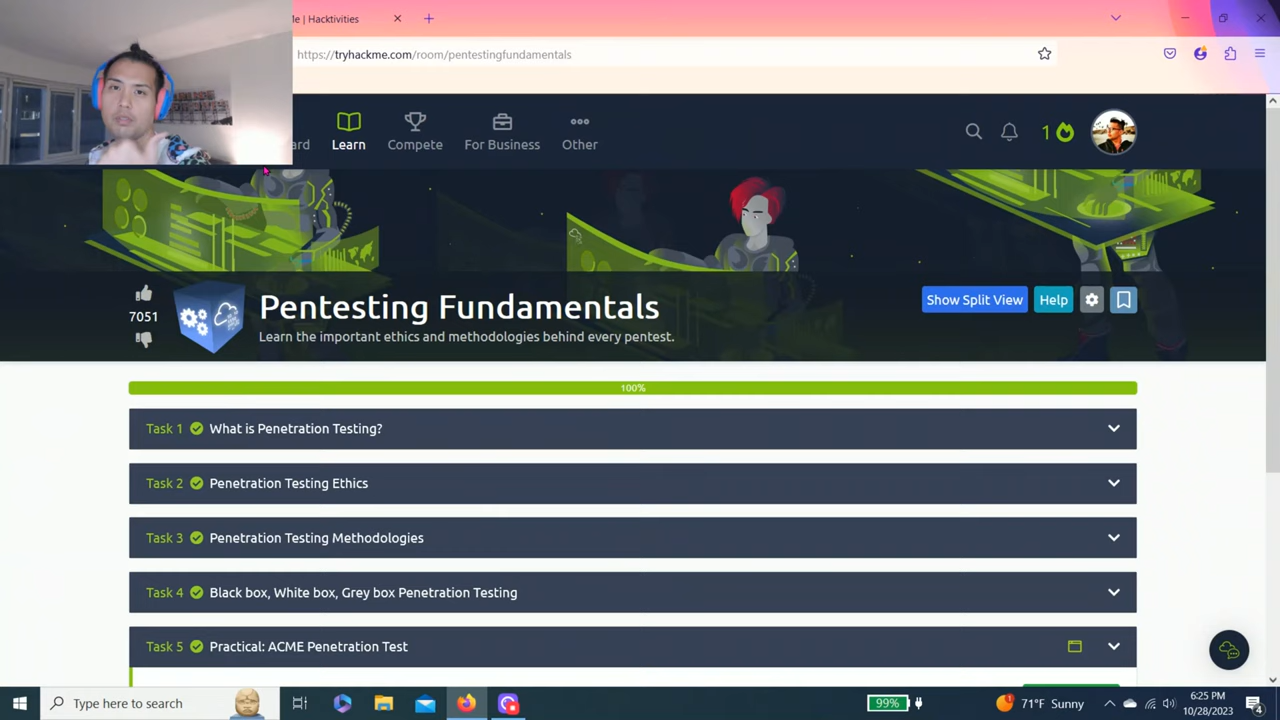 Me | Hacktivities
https://tryhackme.com/room/pentestingfundamentals
Learn
Compete
For Business
Other
1
7051
Pentesting Fundamentals
Learn the important ethics and methodologies behind every pentest.
Show Split View
Help
100%
Task 1 What is Penetration Testing?
Task 2 Penetration Testing Ethics
Task 3 Penetration Testing Methodologies
Task 4 Black box, White box, Grey box Penetration Testing
Task 5 Practical: ACME Penetration Test
Type here to search
99%
1
71°F Sunny
6:25 PM
10/28/2023
4